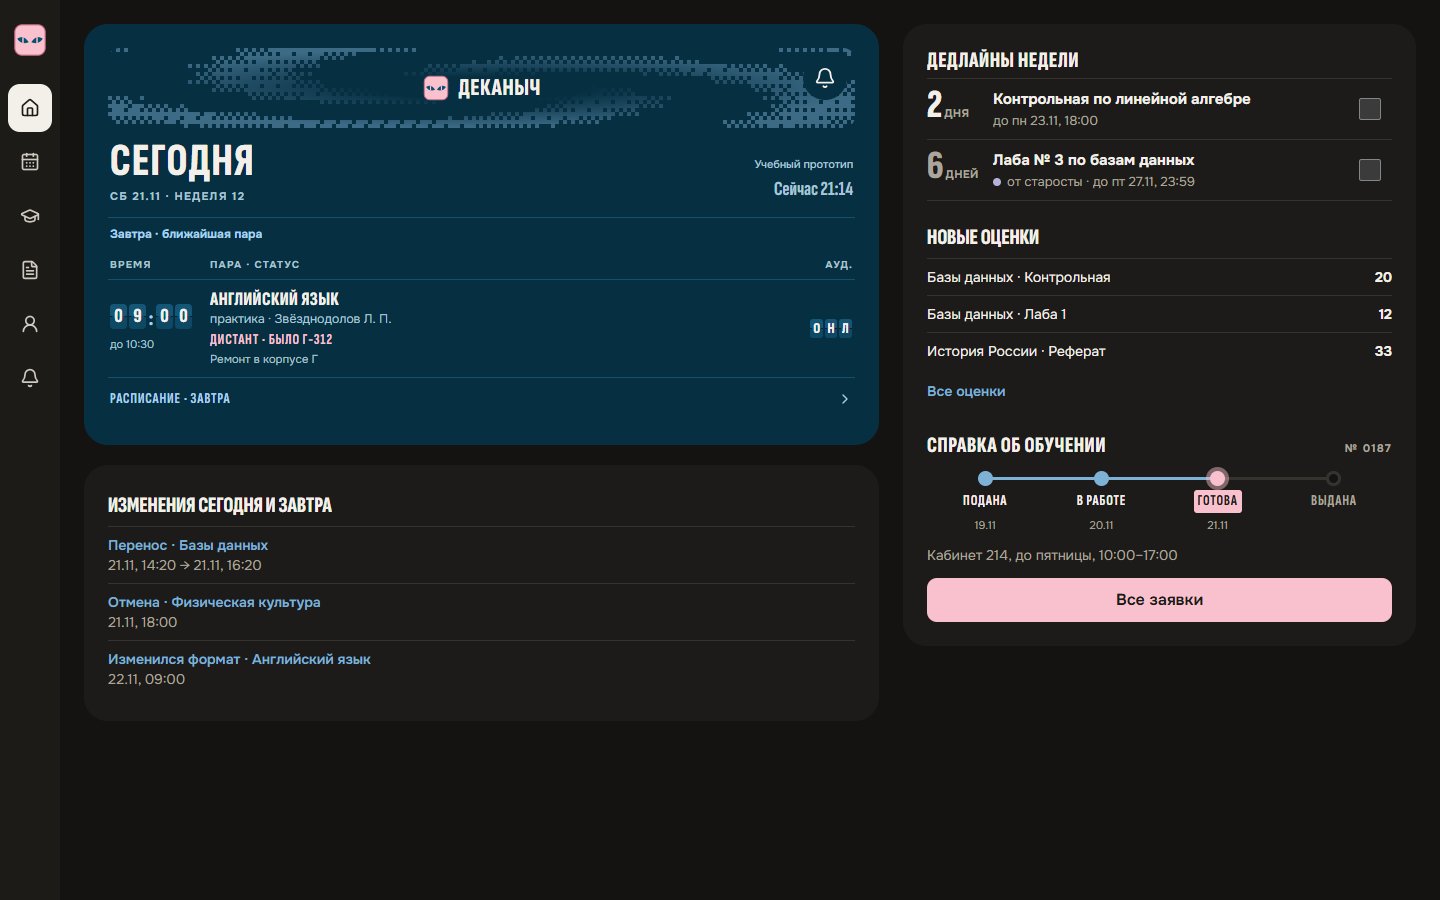 ДЕКАНЫЧ
СЕГОДНЯ
СБ 21.11 · НЕДЕЛЯ 12
Учебный прототип
Сейчас 21:14
Завтра · ближайшая пара
ВРЕМЯ ПАРА · СТАТУС АУД.
09:00
до 10:30
АНГЛИЙСКИЙ ЯЗЫК
практика · Звёзднодолов Л. П.
ДИСТАНТ · БЫЛО Г-312
Ремонт в корпусе Г
ОНЛ
РАСПИСАНИЕ · ЗАВТРА
ИЗМЕНЕНИЯ СЕГОДНЯ И ЗАВТРА
Перенос · Базы данных
21.11, 14:20 → 21.11, 16:20
Отмена · Физическая культура
21.11, 18:00
Изменился формат · Английский язык
22.11, 09:00
ДЕДЛАЙНЫ НЕДЕЛИ
2 ДНЯ
Контрольная по линейной алгебре
до пн 23.11, 18:00
6 ДНЕЙ
Лаба № 3 по базам данных
от старосты · до пт 27.11, 23:59
НОВЫЕ ОЦЕНКИ
Базы данных · Контрольная 20
Базы данных · Лаба 1 12
История России · Реферат 33
Все оценки
СПРАВКА ОБ ОБУЧЕНИИ № 0187
ПОДАНА В РАБОТЕ ГОТОВА ВЫДАНА
19.11 20.11 21.11
Кабинет 214, до пятницы, 10:00–17:00
Все заявки